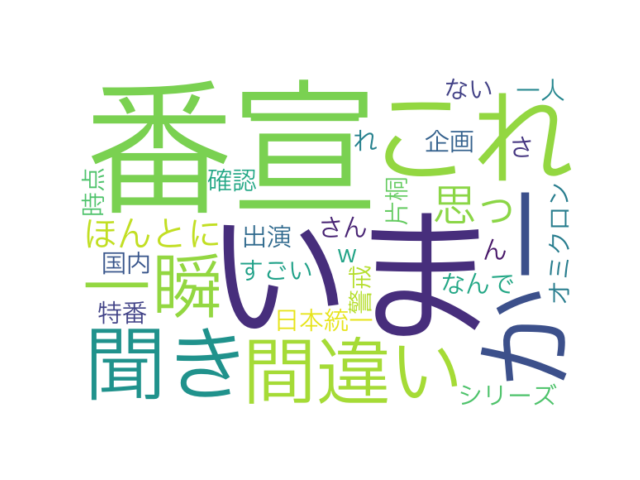 番宣
これ
ない
一人
れ
企画
さ
確認
時点
片桐
思っ
オミクロン
ほんとに
出演
さん
いま
ん
かー
国内
一瞬
すごい
w
警戒
なんで
特番
日本統一
聞き
間違い
シリーズ